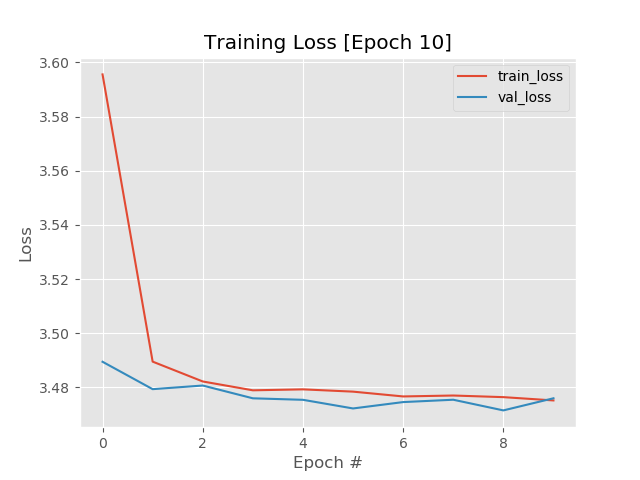 Training Loss [Epoch 10]
train_loss
val_loss
3.60
3.58
3.56
3.54
3.52
3.50
3.48
Loss
0 2 4 6 8
Epoch #